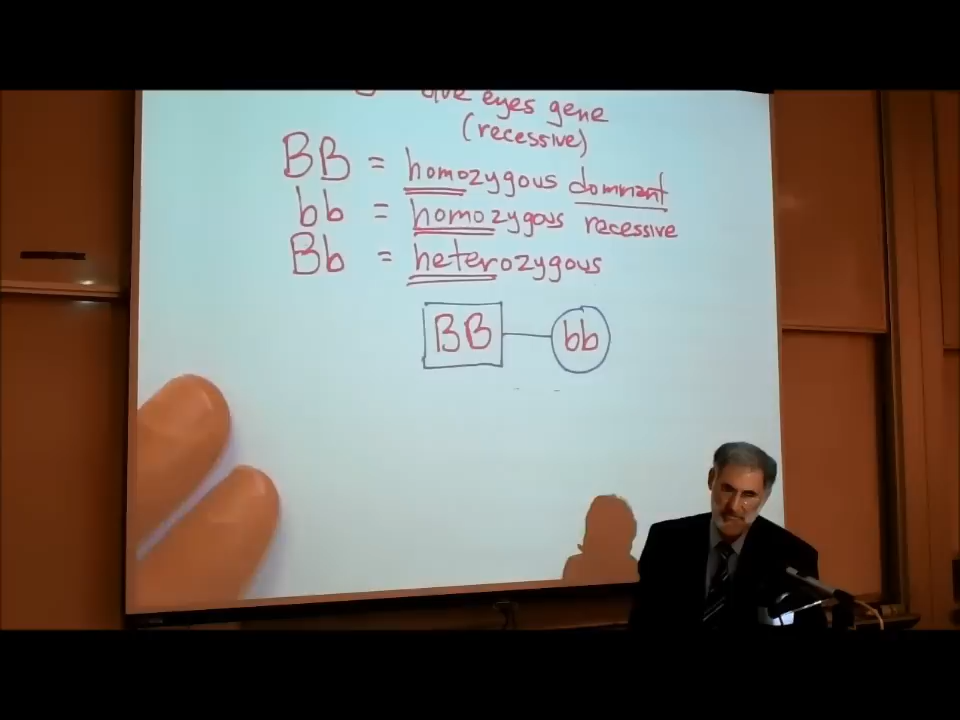 eyes gene
(recessive)
BB = homozygous dominant
bb = homozygous recessive
Bb = heterozygous
BB bb